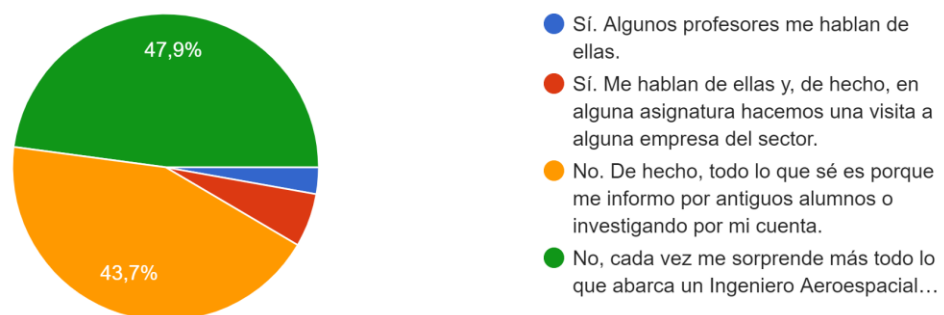 47,9%
43,7%
Sí. Algunos profesores me hablan de
ellas.
Sí. Me hablan de ellas y, de hecho, en
alguna asignatura hacemos una visita a
alguna empresa del sector.
No. De hecho, todo lo que sé es porque
me informo por antiguos alumnos o
investigando por mi cuenta.
No, cada vez me sorprende más todo lo
que abarca un Ingeniero Aeroespacial…